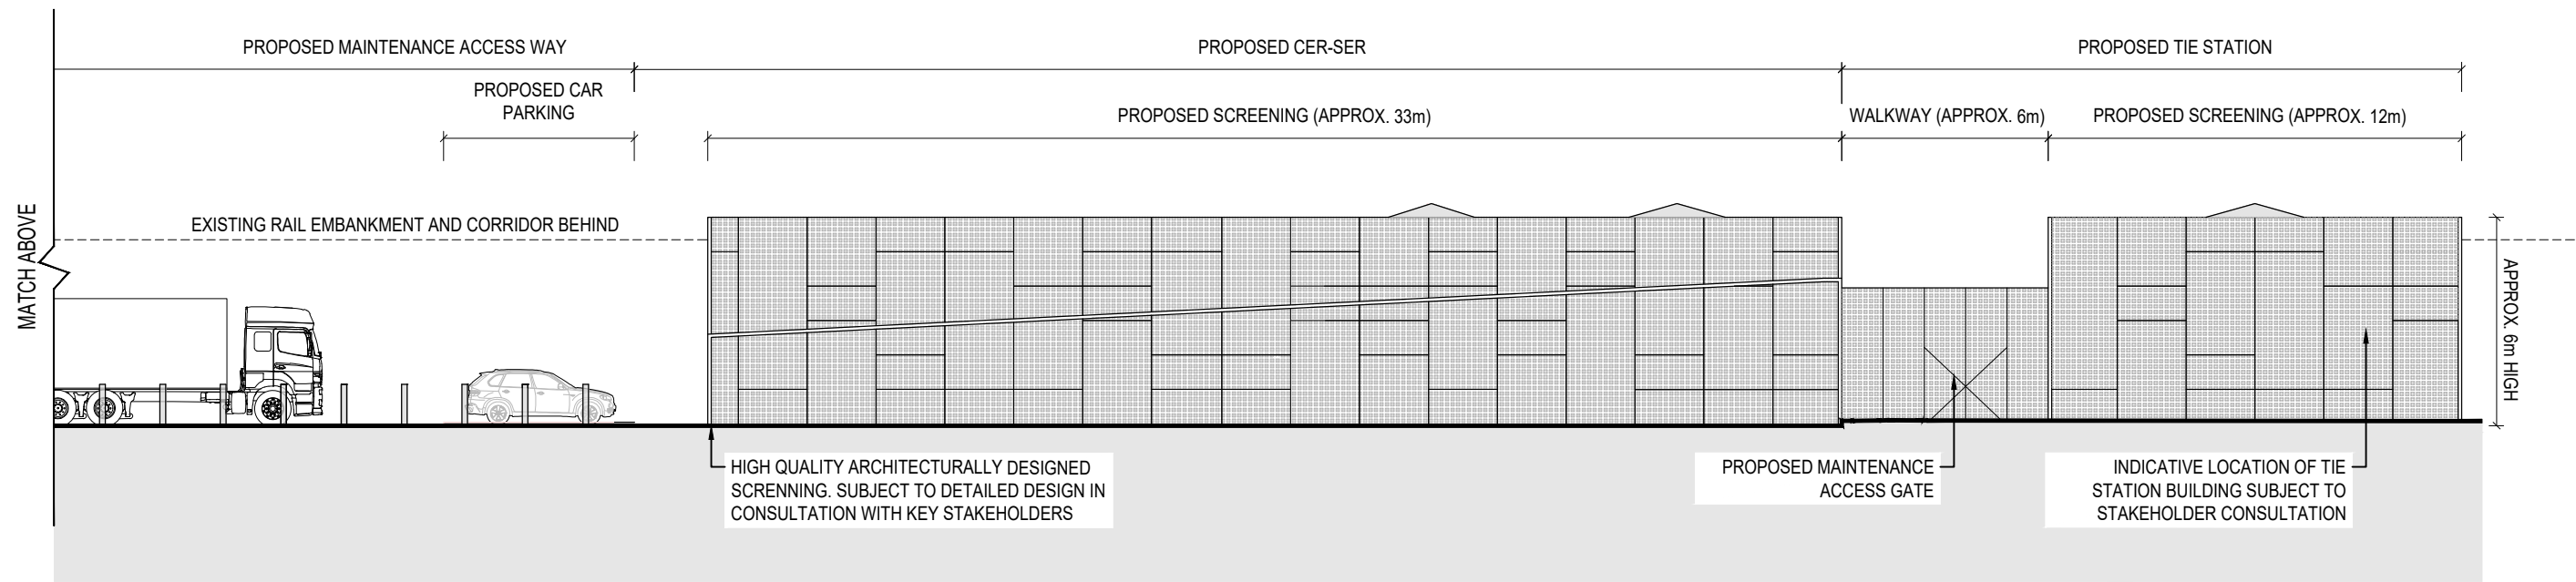 PROPOSED MAINTENANCE ACCESS WAY
PROPOSED CER-SER
PROPOSED TIE STATION
PROPOSED CAR
PARKING
PROPOSED SCREENING (APPROX. 33m)
WALKWAY (APPROX. 6m)
PROPOSED SCREENING (APPROX. 12m)
MATCH ABOVE
EXISTING RAIL EMBANKMENT AND CORRIDOR BEHIND
APPROX. 6m HIGH
HIGH QUALITY ARCHITECTURALLY DESIGNED
SCRENNING. SUBJECT TO DETAILED DESIGN IN
CONSULTATION WITH KEY STAKEHOLDERS
PROPOSED MAINTENANCE
ACCESS GATE
INDICATIVE LOCATION OF TIE
STATION BUILDING SUBJECT TO
STAKEHOLDER CONSULTATION